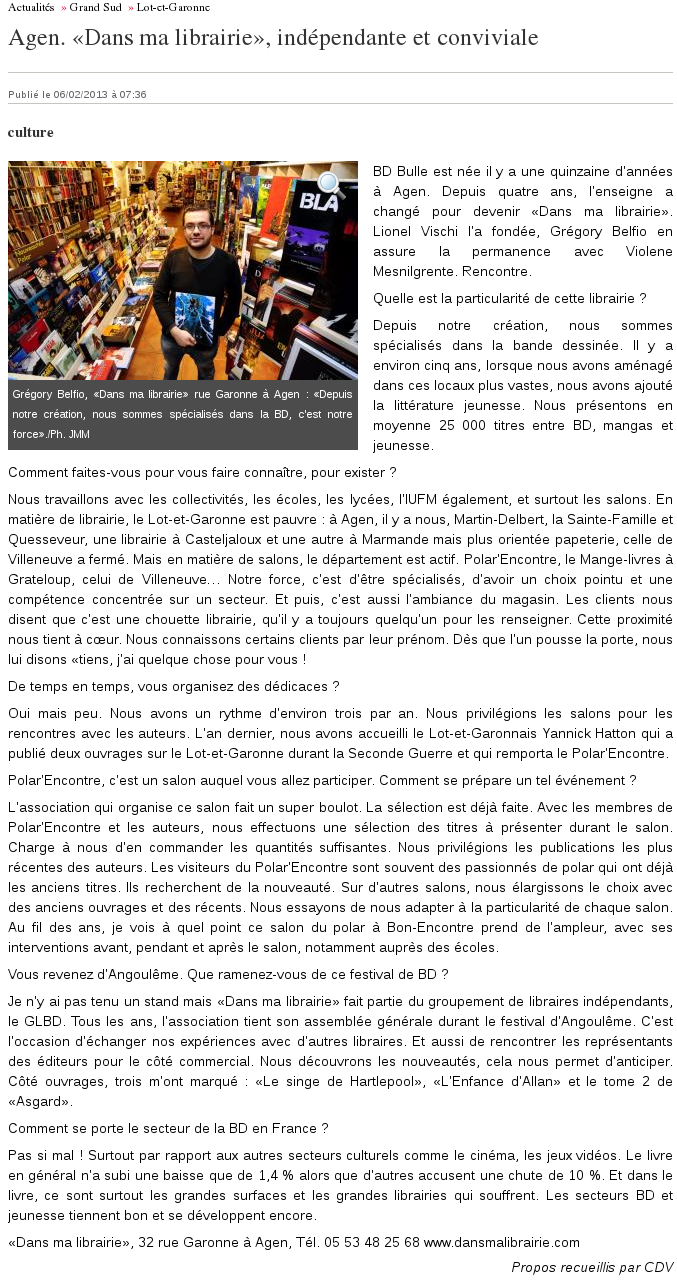 Actualités » Grand Sud » Lot-et-Garonne
Agen. «Dans ma librairie», indépendante et conviviale
Publié le 06/02/2013 à 07:36
culture
BLA
Polar
Grégory Belfio, «Dans ma librairie» rue Garonne à Agen : «Depuis
notre création, nous sommes spécialisés dans la BD, c'est notre
force»./Ph. JMM
BD Bulle est née il y a une quinzaine d'années
à Agen. Depuis quatre ans, l'enseigne a
changé pour devenir «Dans ma librairie».
Lionel Vischi l'a fondée, Grégory Belfio en
assure la permanence avec Violene
Mesnilgrente. Rencontre.
Quelle est la particularité de cette librairie ?
Depuis notre création, nous sommes
spécialisés dans la bande dessinée. Il y a
environ cinq ans, lorsque nous avons aménagé
dans ces locaux plus vastes, nous avons ajouté
la littérature jeunesse. Nous présentons en
moyenne 25 000 titres entre BD, mangas et
jeunesse.
Comment faites-vous pour vous faire connaître, pour exister ?
Nous travaillons avec les collectivités, les écoles, les lycées, l'IUFM également, et surtout les salons. En
matière de librairie, le Lot-et-Garonne est pauvre : à Agen, il y a nous, Martin-Delbert, la Sainte-Famille et
Quesseveur, une librairie à Casteljaloux et une autre à Marmande mais plus orientée papeterie, celle de
Villeneuve a fermé. Mais en matière de salons, le département est actif. Polar'Encontre, le Mange-livres à
Grateloup, celui de Villeneuve… Notre force, c'est d'être spécialisés, d'avoir un choix pointu et une
compétence concentrée sur un secteur. Et puis, c'est aussi l'ambiance du magasin. Les clients nous
disent que c'est une chouette librairie, qu'il y a toujours quelqu'un pour les renseigner. Cette proximité
nous tient à cœur. Nous connaissons certains clients par leur prénom. Dès que l'un pousse la porte, nous
lui disons «tiens, j'ai quelque chose pour vous !
De temps en temps, vous organisez des dédicaces ?
Oui mais peu. Nous avons un rythme d'environ trois par an. Nous privilégions les salons pour les
rencontres avec les auteurs. L'an dernier, nous avons accueilli le Lot-et-Garonnais Yannick Hatton qui a
publié deux ouvrages sur le Lot-et-Garonne durant la Seconde Guerre et qui remporta le Polar'Encontre.
Polar'Encontre, c'est un salon auquel vous allez participer. Comment se prépare un tel événement ?
L'association qui organise ce salon fait un super boulot. La sélection est déjà faite. Avec les membres de
Polar'Encontre et les auteurs, nous effectuons une sélection des titres à présenter durant le salon.
Charge à nous d'en commander les quantités suffisantes. Nous privilégions les publications les plus
récentes des auteurs. Les visiteurs du Polar'Encontre sont souvent des passionnés de polar qui ont déjà
les anciens titres. Ils recherchent de la nouveauté. Sur d'autres salons, nous élargissons le choix avec
des anciens ouvrages et des récents. Nous essayons de nous adapter à la particularité de chaque salon.
Au fil des ans, je vois à quel point ce salon du polar à Bon-Encontre prend de l'ampleur, avec ses
interventions avant, pendant et après le salon, notamment auprès des écoles.
Vous revenez d'Angoulême. Que ramenez-vous de ce festival de BD ?
Je n'y ai pas tenu un stand mais «Dans ma librairie» fait partie du groupement de libraires indépendants,
le GLBD. Tous les ans, l'association tient son assemblée générale durant le festival d'Angoulême. C'est
l'occasion d'échanger nos expériences avec d'autres libraires. Et aussi de rencontrer les représentants
des éditeurs pour le côté commercial. Nous découvrons les nouveautés, cela nous permet d'anticiper.
Côté ouvrages, trois m'ont marqué : «Le singe de Hartlepool», «L'Enfance d'Allan» et le tome 2 de
«Asgard».
Comment se porte le secteur de la BD en France ?
Pas si mal ! Surtout par rapport aux autres secteurs culturels comme le cinéma, les jeux vidéos. Le livre
en général n'a subi une baisse que de 1,4 % alors que d'autres accusent une chute de 10 %. Et dans le
livre, ce sont surtout les grandes surfaces et les grandes librairies qui souffrent. Les secteurs BD et
jeunesse tiennent bon et se développent encore.
«Dans ma librairie», 32 rue Garonne à Agen, Tél. 05 53 48 25 68 www.dansmalibrairie.com
Propos recueillis par CDV